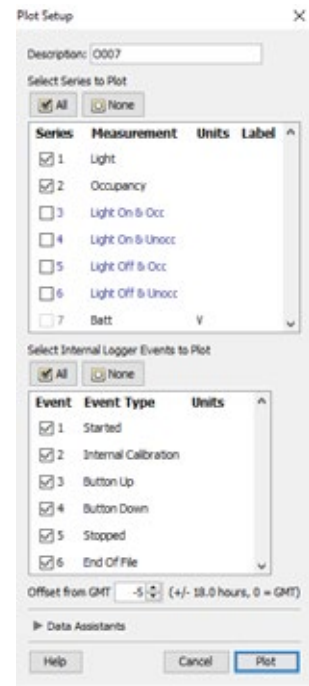 Plot Setup
Description: O007
Select Series to Plot
All None
Series Measurement Units Label
1 Light
2 Occupancy
3 Light On & Occ
4 Light On & Unocc
5 Light Off & Occ
6 Light Off & Unocc
7 Batt V
Select Internal Logger Events to Plot
All None
Event Event Type Units
1 Started
2 Internal Calibration
3 Button Up
4 Button Down
5 Stopped
6 End Of File
Offset from GMT -5 (+/- 18.0 hours, 0 = GMT)
Data Assistants
Help Cancel Plot